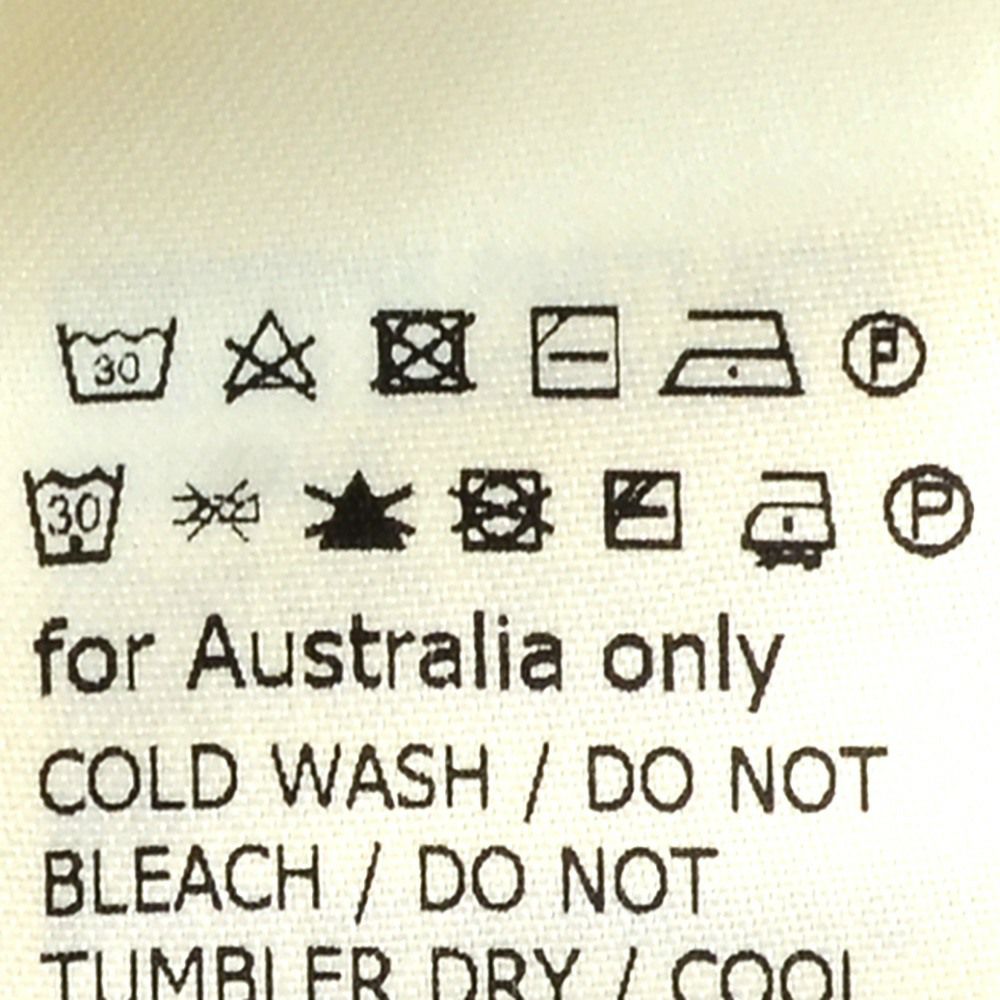 30 P
30 P
for Australia only
COLD WASH / DO NOT
BLEACH / DO NOT
TUMBLER DRY / COOL